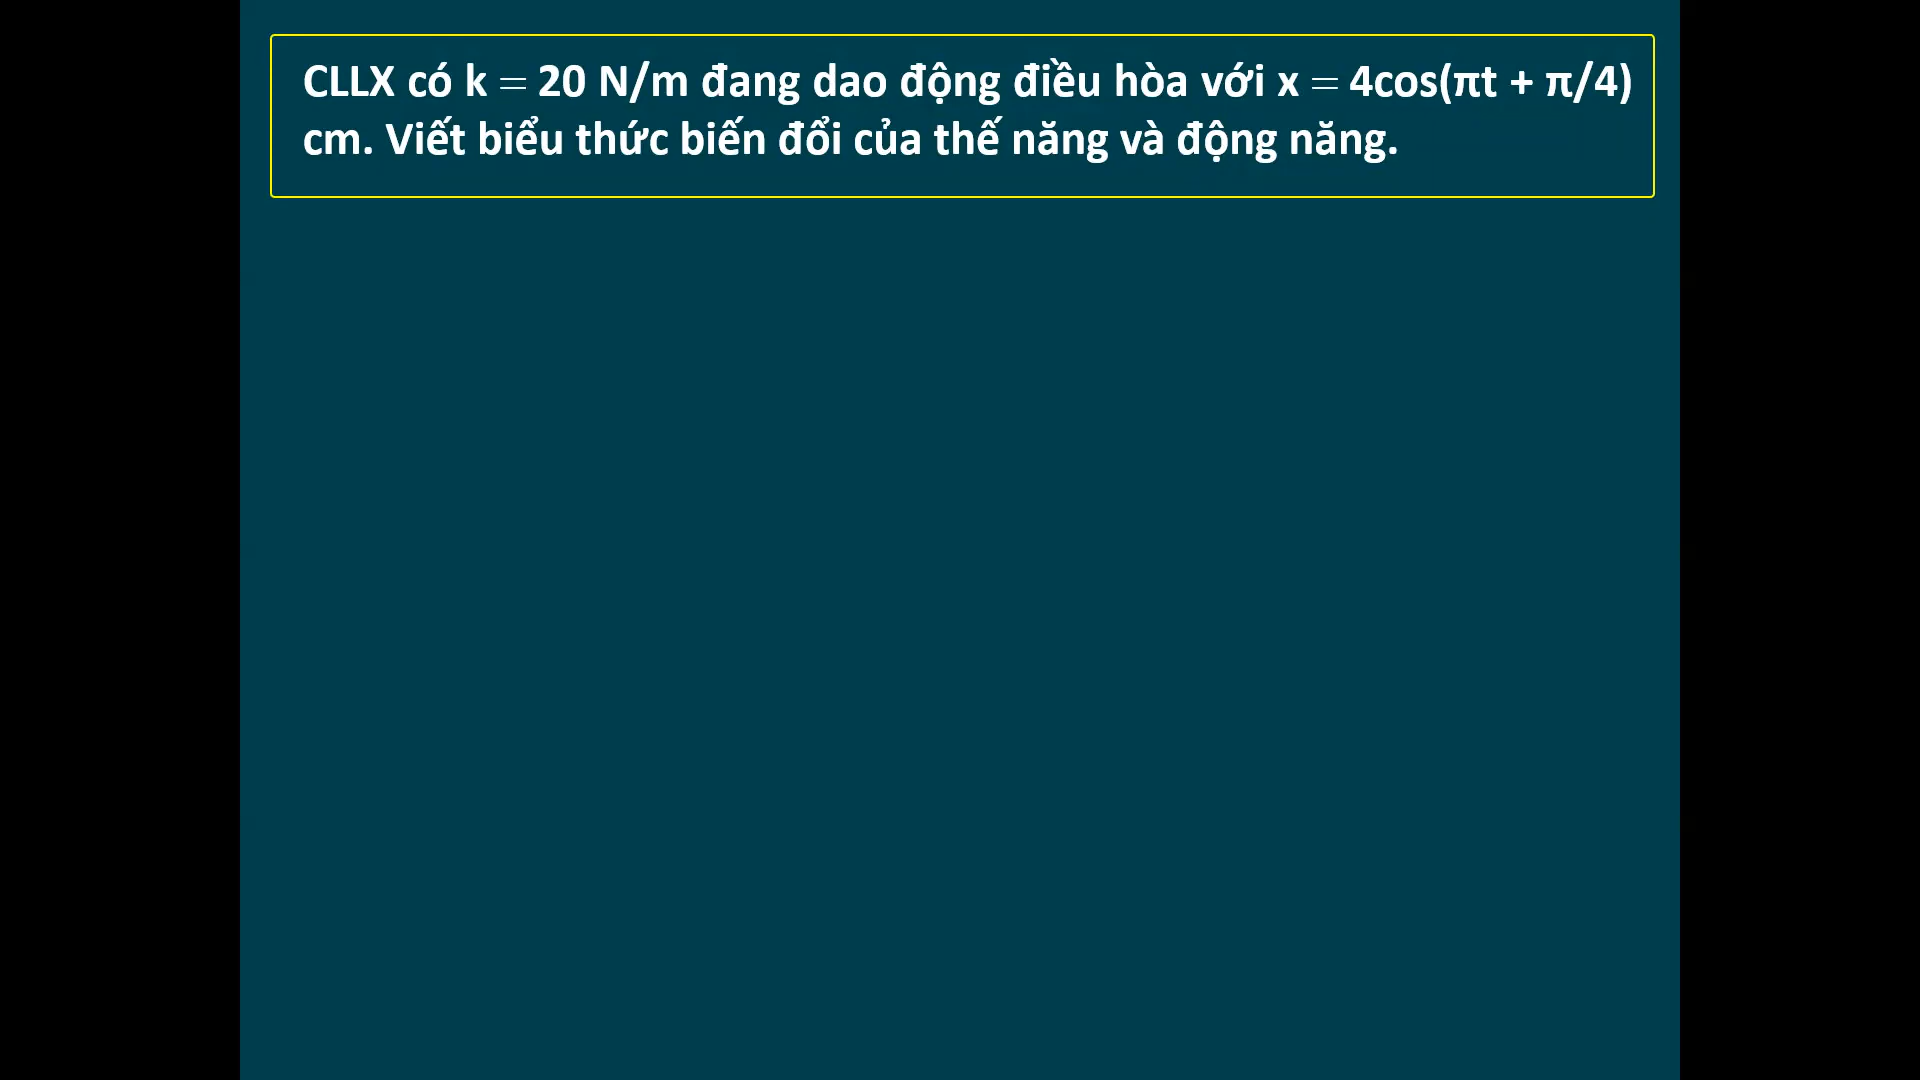 CLLX có k = 20 N/m đang dao động điều hòa với x = 4cos(πt + π/4)
cm. Viết biểu thức biến đổi của thế năng và động năng.